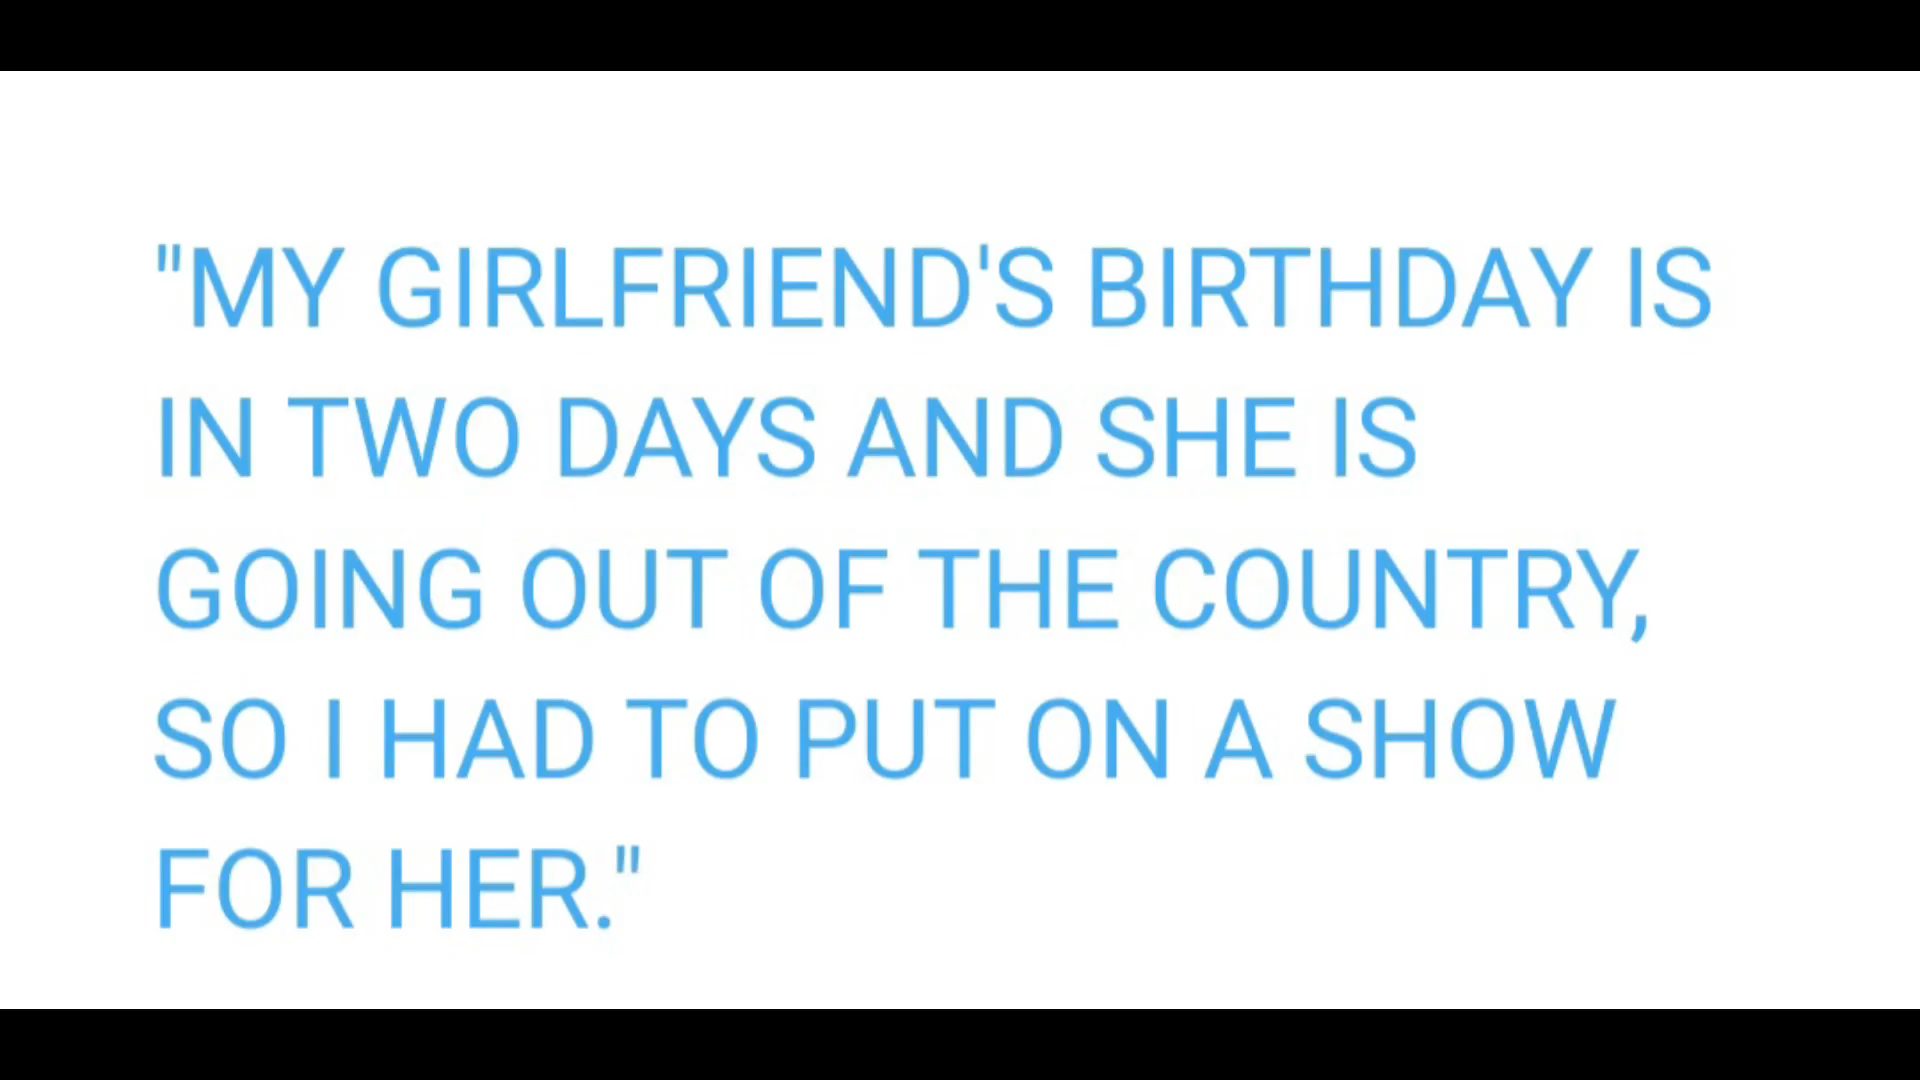 "MY GIRLFRIEND'S BIRTHDAY IS
IN TWO DAYS AND SHE IS
GOING OUT OF THE COUNTRY,
SO I HAD TO PUT ON A SHOW
FOR HER."